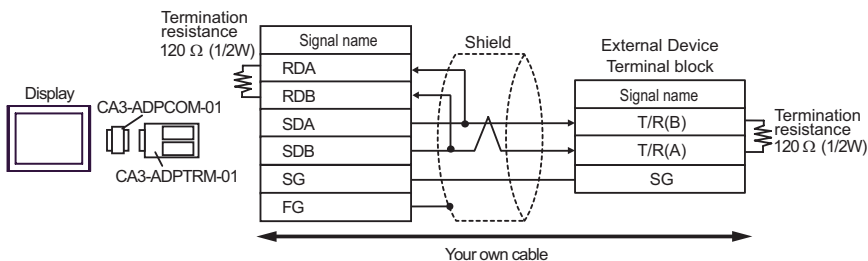 Termination
resistance
120 Ω (1/2W)
Signal name
RDA
RDB
SDA
SDB
SG
FG
Shield
External Device
Terminal block
Signal name
T/R(B)
T/R(A)
SG
Termination
resistance
120 Ω (1/2W)
Display
CA3-ADPCOM-01
CA3-ADPTRM-01
Your own cable